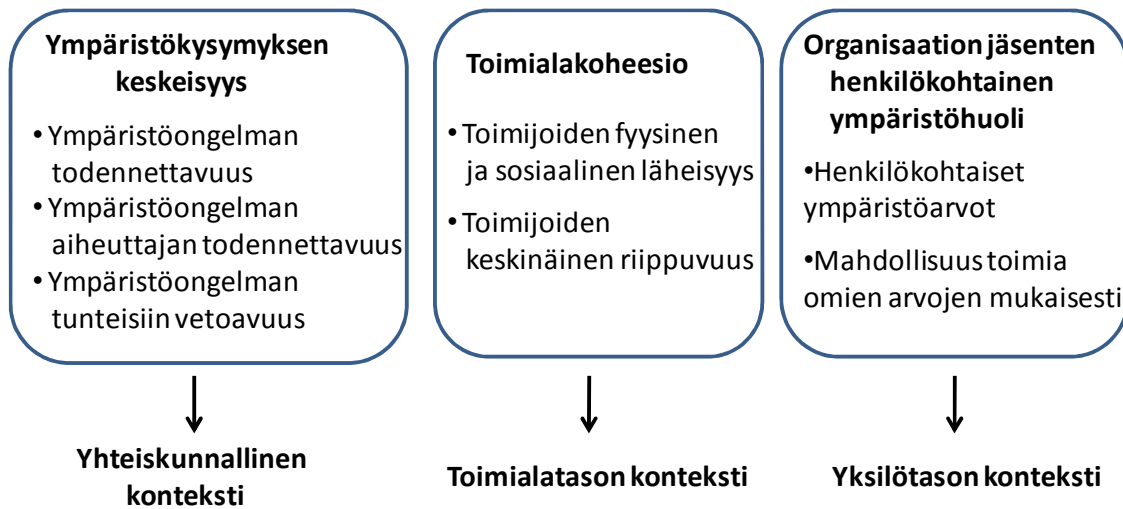 Ympäristökysymyksen
keskeisyys
• Ympäristöongelman
todennettavuus
• Ympäristöongelman
aiheuttajan todennettavuus
• Ympäristöongelman
tunteisiin vetoavuus
Yhteiskunnallinen
konteksti
Toimialakoheesio
• Toimijoiden fyysinen
ja sosiaalinen läheisyys
• Toimijoiden
keskinäinen riippuvuus
Toimialatason konteksti
Organisaation jäsenten
henkilökohtainen
ympäristöhuoli
•Henkilökohtaiset
ympäristöarvot
•Mahdollisuus toimia
omien arvojen mukaisesti
Yksilötason konteksti